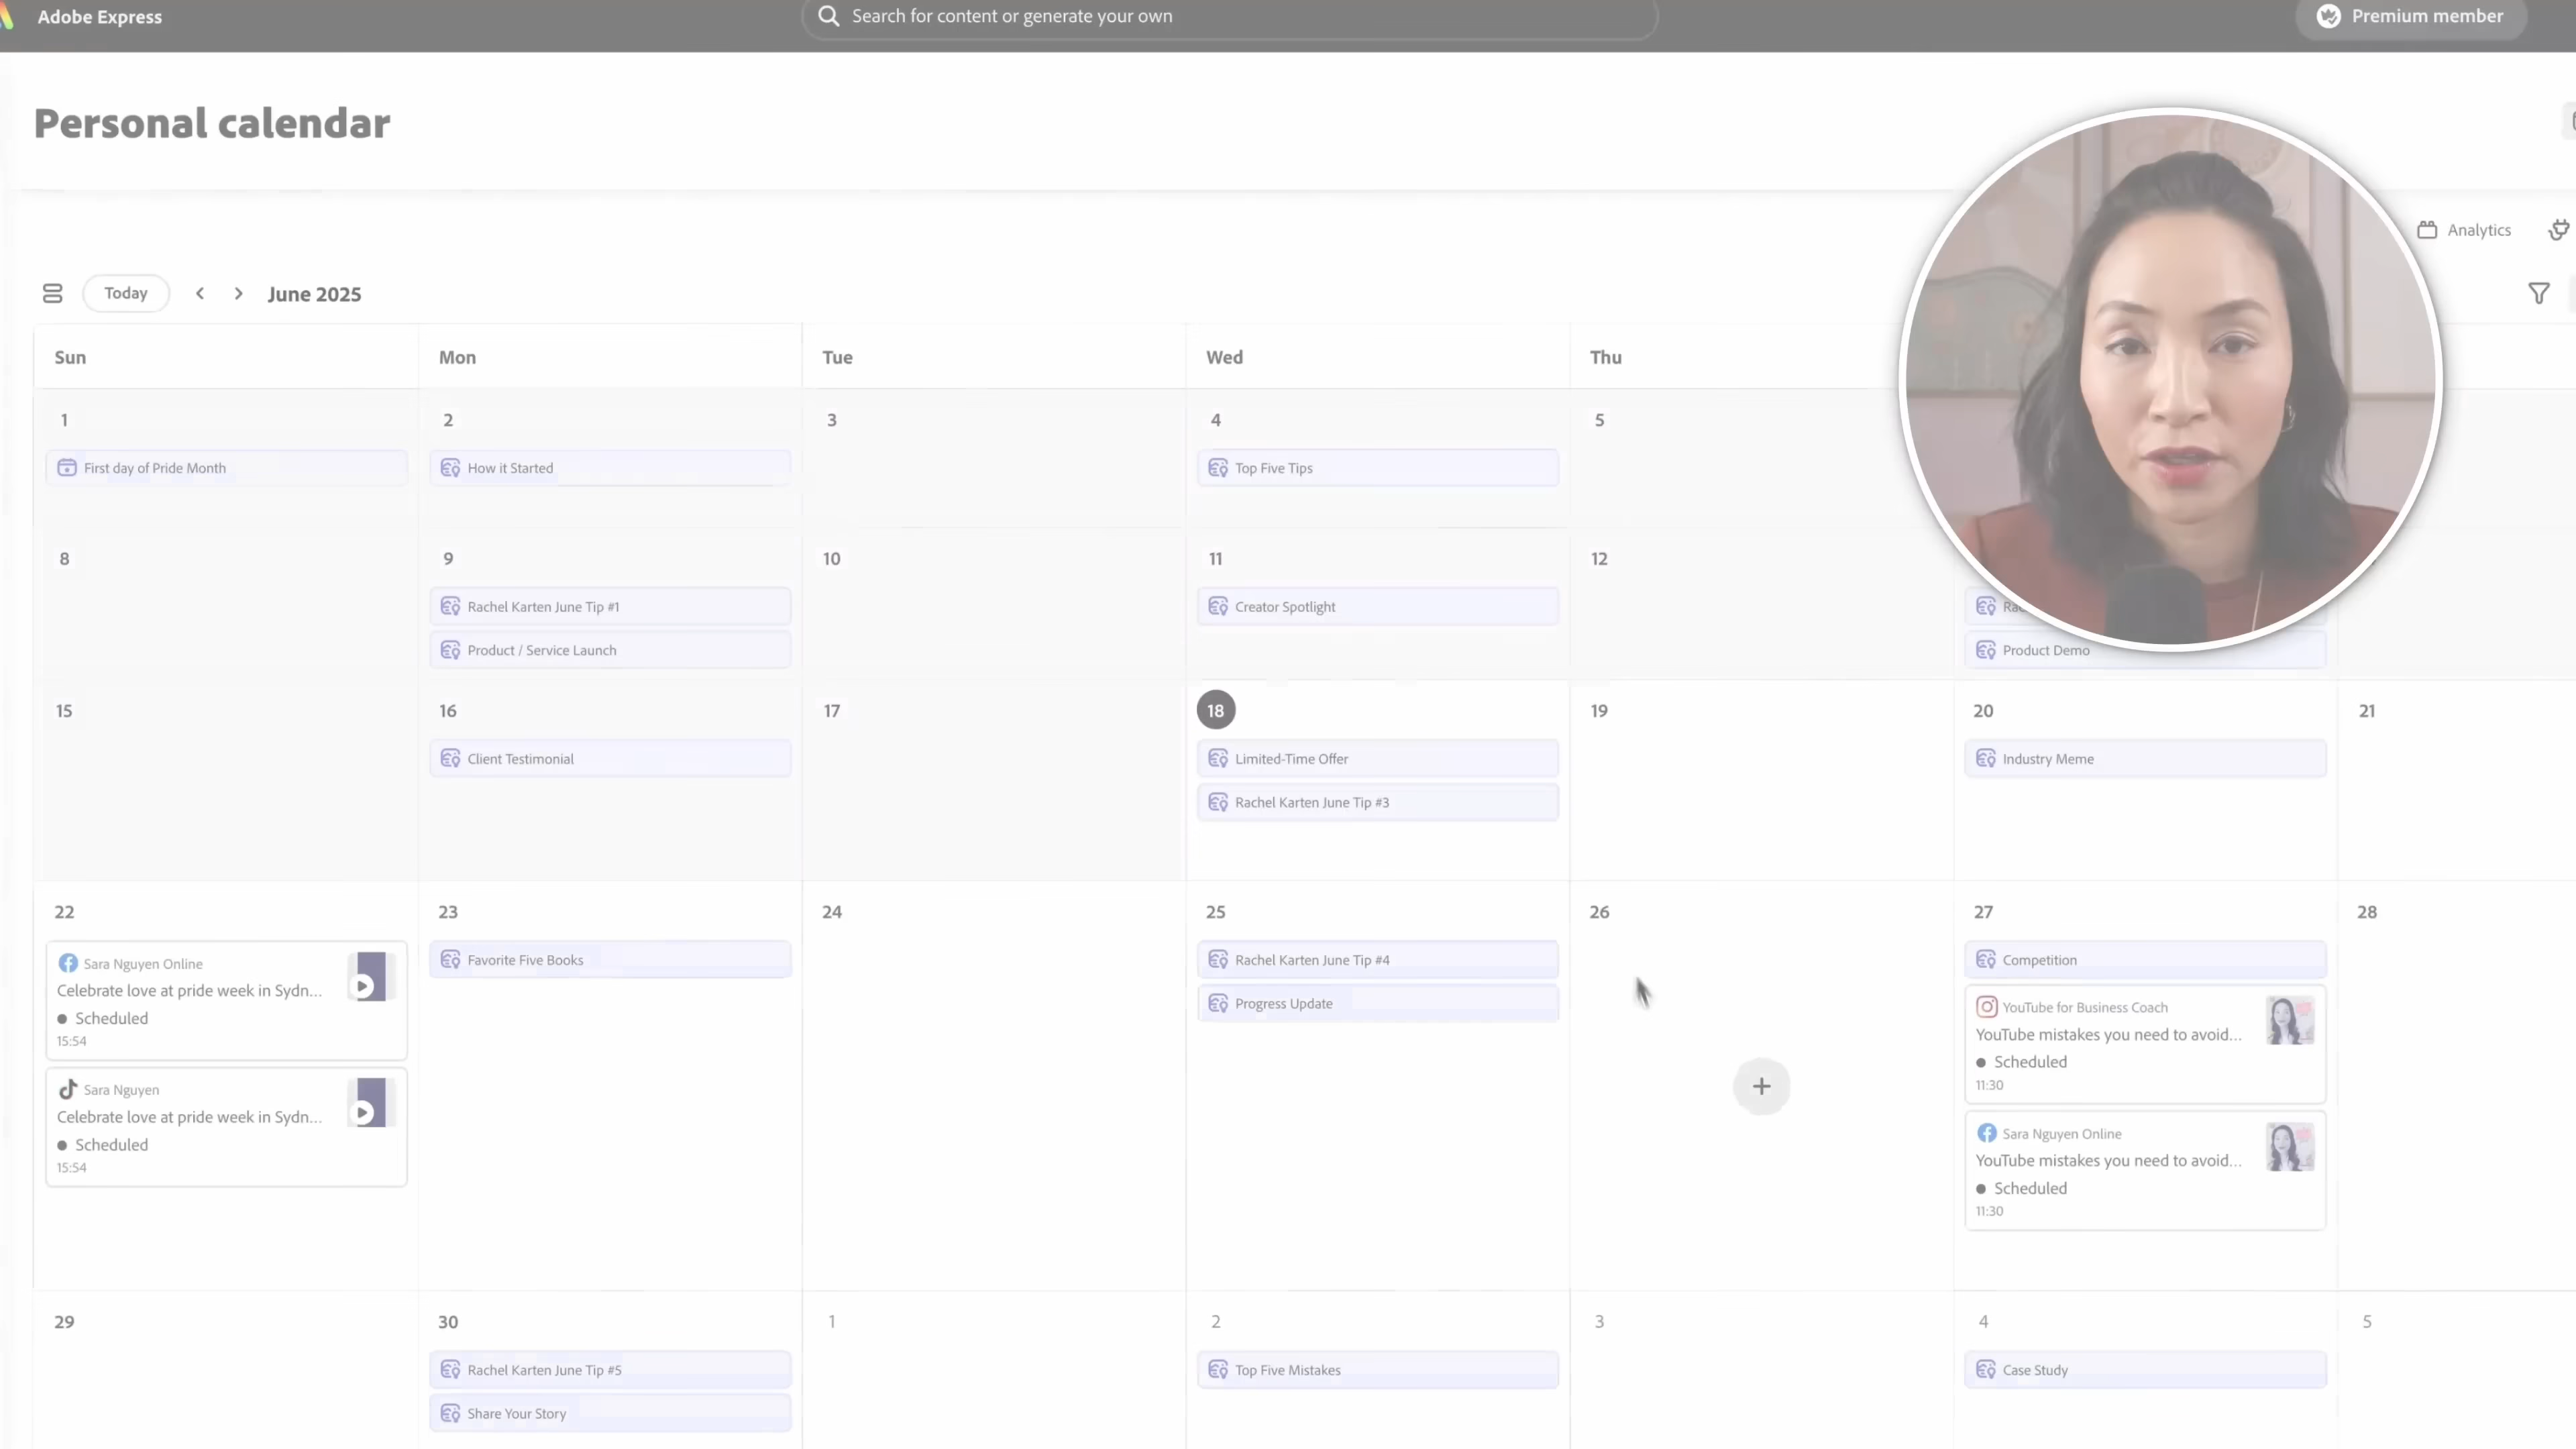 Adobe Express
Search for content or generate your own
Premium member
Personal calendar
Analytics
Today
June 2025
Sun
Mon
Tue
Wed
Thu
1
2
3
4
5
First day of Pride Month
How it Started
Top Five Tips
8
9
10
11
12
Rachel Karten June Tip #1
Creator Spotlight
Product / Service Launch
Product Demo
15
16
17
18
19
20
21
Client Testimonial
Limited-Time Offer
Industry Meme
Rachel Karten June Tip #3
22
23
24
25
26
27
28
Sara Nguyen Online
Celebrate love at pride week in Sydn...
Scheduled
15:54
Sara Nguyen
Celebrate love at pride week in Sydn...
Scheduled
15:54
Favorite Five Books
Rachel Karten June Tip #4
Progress Update
Competition
YouTube for Business Coach
YouTube mistakes you need to avoid...
Scheduled
11:30
Sara Nguyen Online
YouTube mistakes you need to avoid...
Scheduled
11:30
29
30
1
2
3
4
5
Rachel Karten June Tip #5
Top Five Mistakes
Case Study
Share Your Story